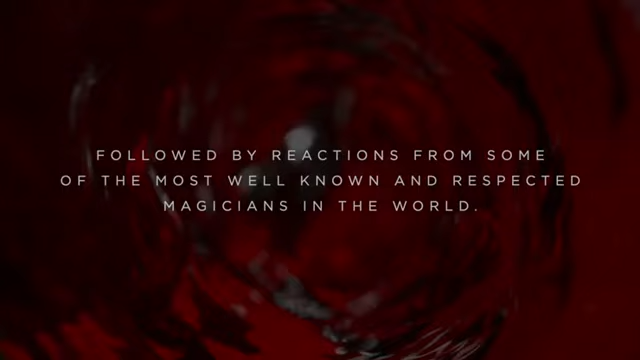 FOLLOWED BY REACTIONS FROM SOME
OF THE MOST WELL KNOWN AND RESPECTED
MAGICIANS IN THE WORLD.